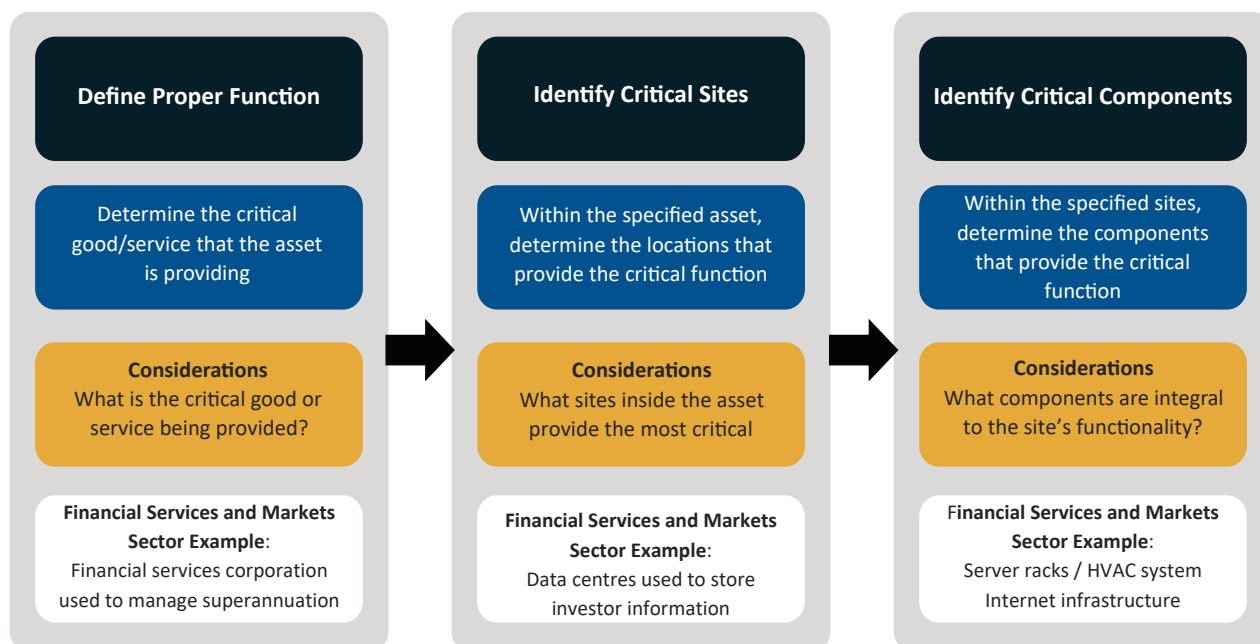 Define Proper Function
Determine the critical
good/service that the asset
is providing
Considerations
What is the critical good or
service being provided?
Financial Services and Markets
Sector Example:
Financial services corporation
used to manage superannuation
Identify Critical Sites
Within the specified asset,
determine the locations that
provide the critical function
Considerations
What sites inside the asset
provide the most critical
Financial Services and Markets
Sector Example:
Data centres used to store
investor information
Identify Critical Components
Within the specified sites,
determine the components
that provide the critical
function
Considerations
What components are integral
to the site’s functionality?
Financial Services and Markets
Sector Example:
Server racks / HVAC system
Internet infrastructure